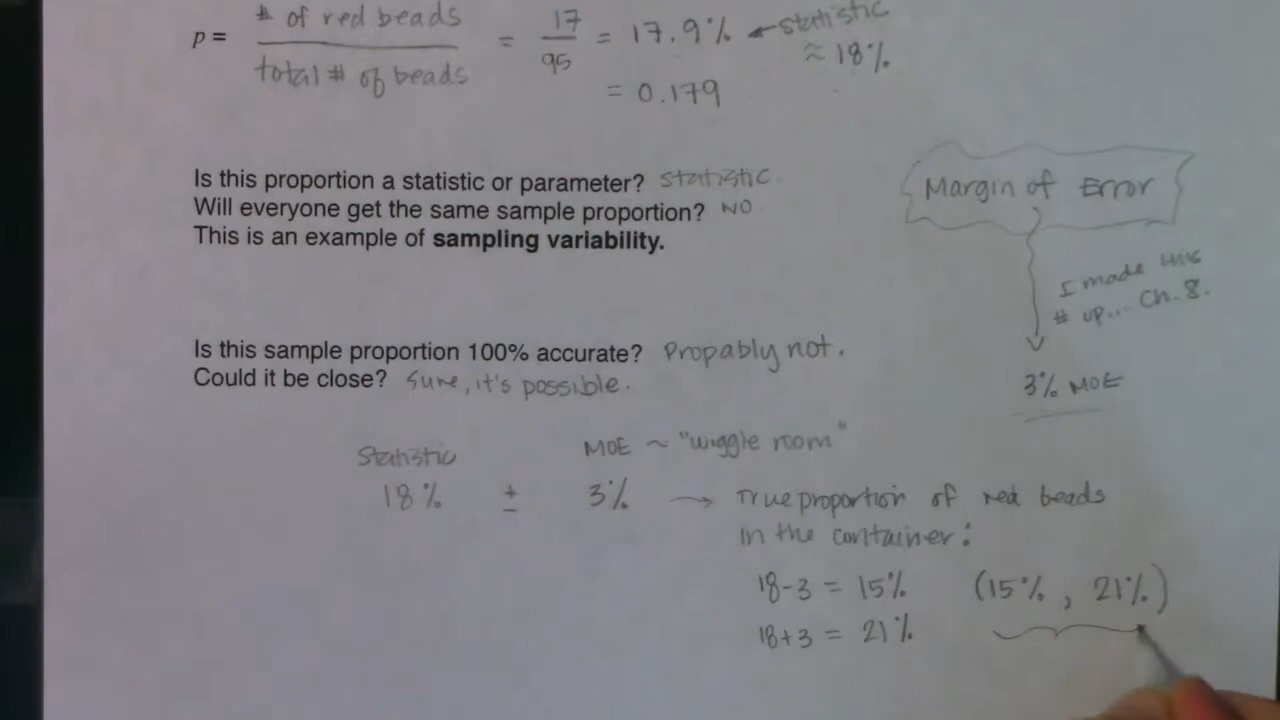 # of red beads
p = = 17 = 17.9% ← statistic
total # of beads 95 ≈ 18%
= 0.179
Is this proportion a statistic or parameter? Statistic.
Will everyone get the same sample proportion? NO
This is an example of sampling variability.
Margin of Error
I made this
# up... Ch. 8.
Is this sample proportion 100% accurate? Propably not.
Could it be close? Sure, it's possible.
3% MOE
Statistic MOE ~ "wiggle room"
18% ± 3% → True proportion of red beads
in the container:
18-3 = 15% (15%, 21%)
18+3 = 21%